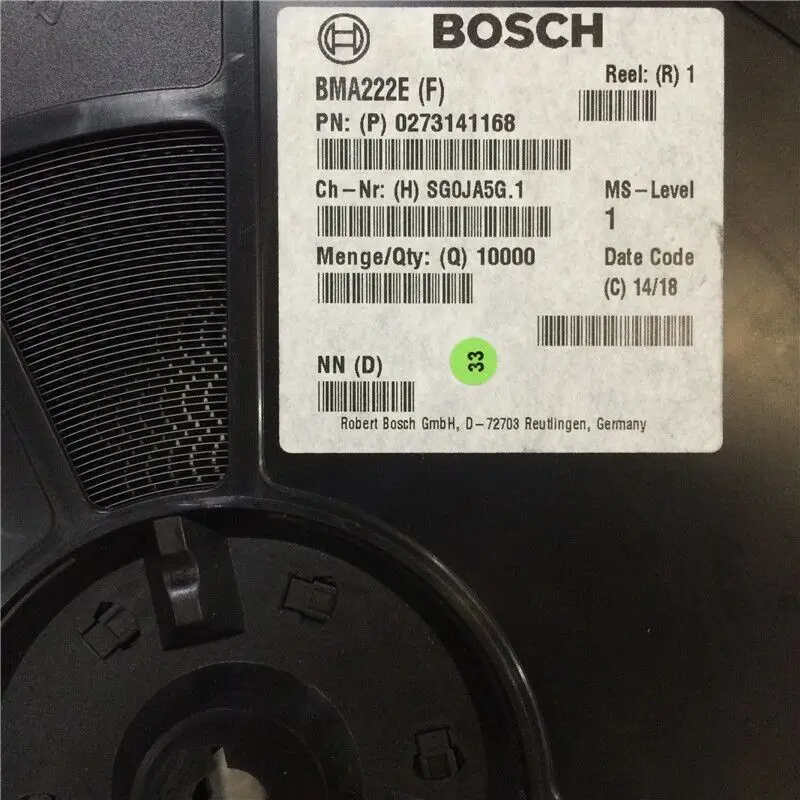 BOSCH
BMA222E (F)
Reel: (R) 1
PN: (P) 0273141168
Ch-Nr: (H) SG0JA5G.1
MS-Level
1
Menge/Qty: (Q) 10000
Date Code
(C) 14/18
33
NN (D)
Robert Bosch GmbH, D-72703 Reutlingen, Germany